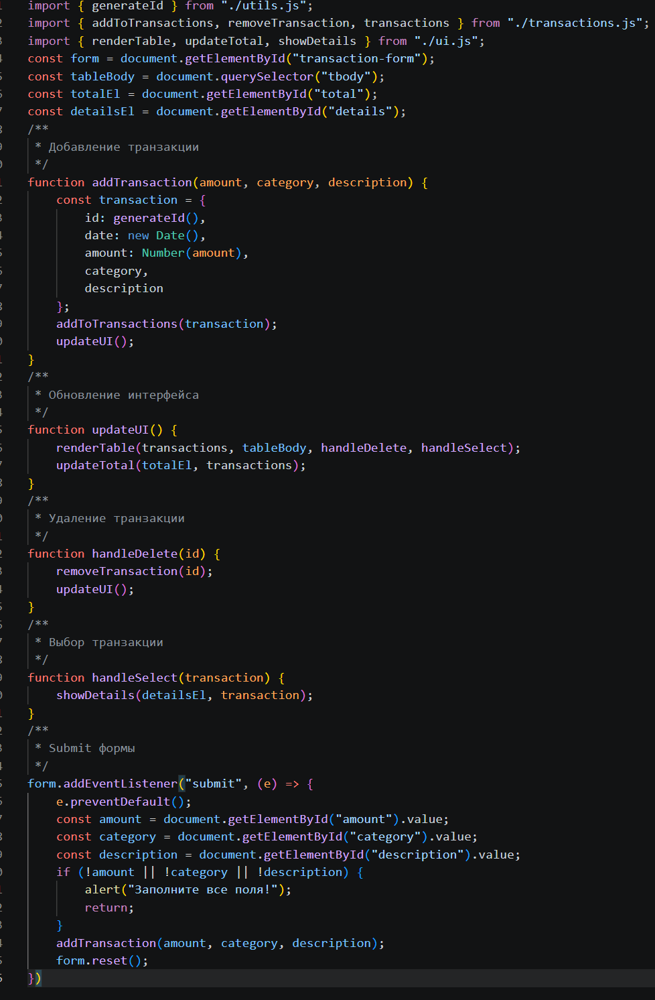 import { generateId } from "./utils.js";
import { addToTransactions, removeTransaction, transactions } from "./transactions.js";
import { renderTable, updateTotal, showDetails } from "./ui.js";
const form = document.getElementById("transaction-form");
const tableBody = document.querySelector("tbody");
const totalEl = document.getElementById("total");
const detailsEl = document.getElementById("details");
/**
 * Добавление транзакции
 */
function addTransaction(amount, category, description) {
    const transaction = {
        id: generateId(),
        date: new Date(),
        amount: Number(amount),
        category,
        description
    };
    addToTransactions(transaction);
    updateUI();
}
/**
 * Обновление интерфейса
 */
function updateUI() {
    renderTable(transactions, tableBody, handleDelete, handleSelect);
    updateTotal(totalEl, transactions);
}
/**
 * Удаление транзакции
 */
function handleDelete(id) {
    removeTransaction(id);
    updateUI();
}
/**
 * Выбор транзакции
 */
function handleSelect(transaction) {
    showDetails(detailsEl, transaction);
}
/**
 * Submit формы
 */
form.addEventListener("submit", (e) => {
    e.preventDefault();
    const amount = document.getElementById("amount").value;
    const category = document.getElementById("category").value;
    const description = document.getElementById("description").value;
    if (!amount || !category || !description) {
        alert("Заполните все поля!");
        return;
    }
    addTransaction(amount, category, description);
    form.reset();
})